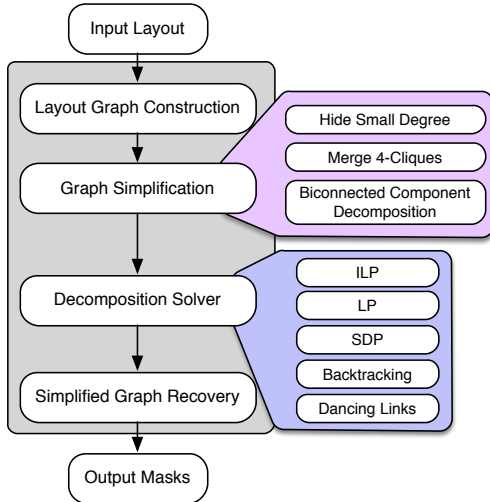 Input Layout
Layout Graph Construction
Hide Small Degree
Merge 4-Cliques
Graph Simplification
Biconnected Component
Decomposition
ILP
Decomposition Solver
LP
SDP
Backtracking
Simplified Graph Recovery
Dancing Links
Output Masks